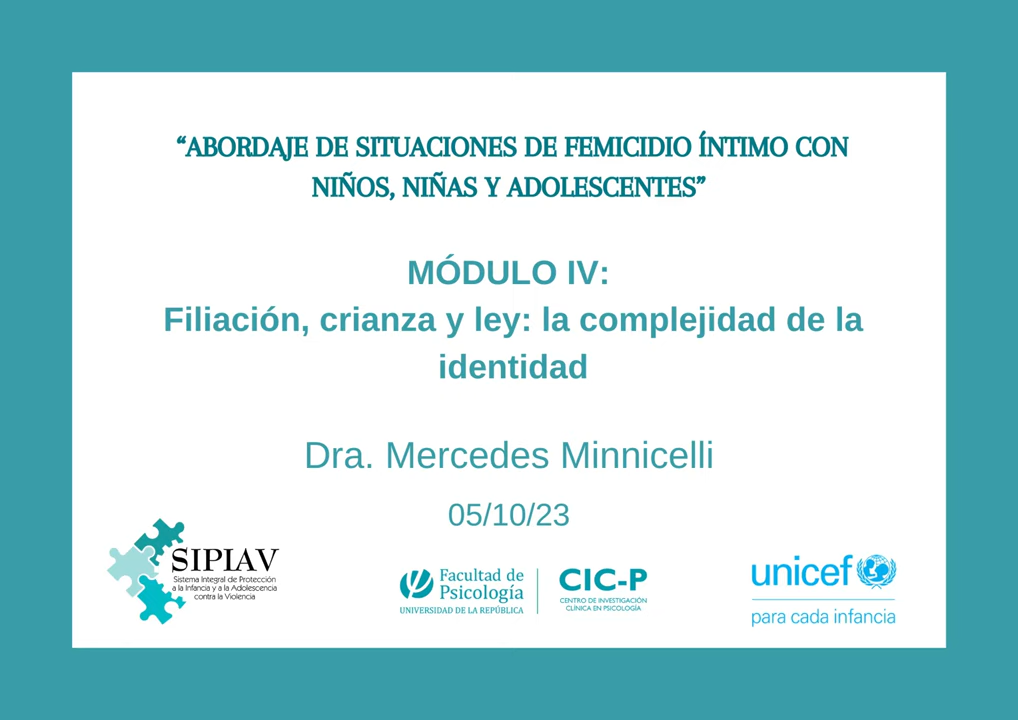 “ABORDAJE DE SITUACIONES DE FEMICIDIO ÍNTIMO CON
NIÑOS, NIÑAS Y ADOLESCENTES”
MÓDULO IV:
Filiación, crianza y ley: la complejidad de la
identidad
Dra. Mercedes Minnicelli
05/10/23
SIPIAV
Sistema Integral de Protección
a la Infancia y a la Adolescencia
contra la Violencia
Facultad de
Psicología
UNIVERSIDAD DE LA REPÚBLICA
CIC-P
CENTRO DE INVESTIGACIÓN
CLÍNICA EN PSICOLOGÍA
unicef
para cada infancia